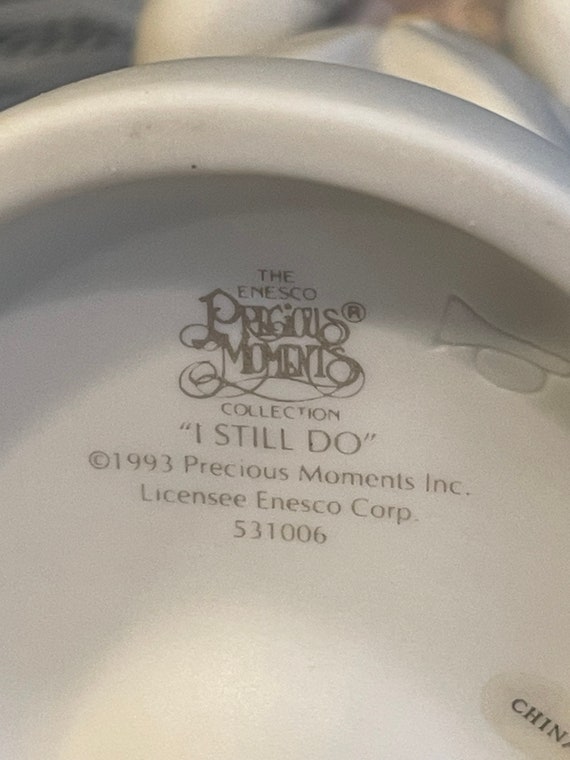 THE
ENESCO
PRECIOUS®
MOMENTS
COLLECTION
“I STILL DO”
©1993 Precious Moments Inc.
Licensee Enesco Corp.
531006
CHINA